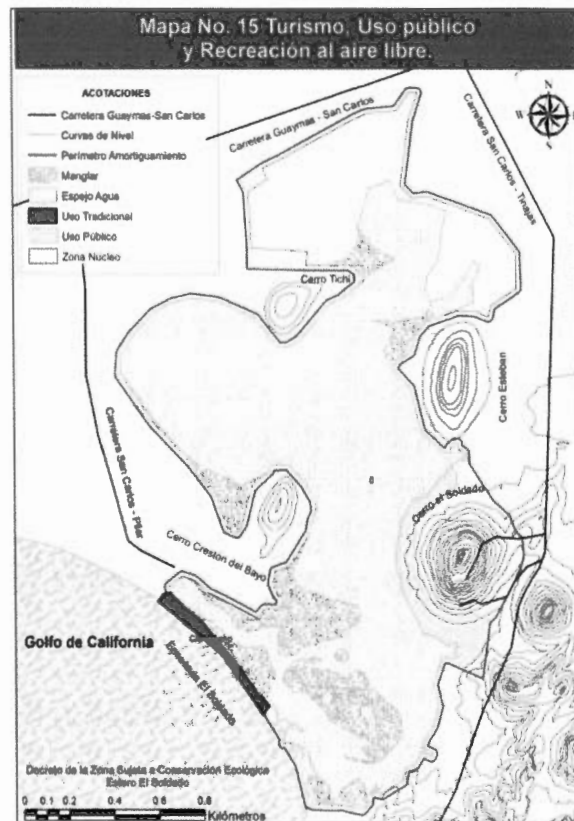 Mapa No. 15 Turismo, Uso público
y Recreación al aire libre.
ACOTACIONES
Carretera Guaymas-San Carlos
Curvas de Nivel
Perímetro Amortiguamiento
Manglar
Espejo Agua
Uso Tradicional
Uso Público
Zona Nucleo
N
W
Carretera Guaymas - San Carlos
Carretera San Carlos - Tinajas
Cerro Tichi
Cerro Esteban
Carretera San Carlos - Pilar
Cerro el Soldado
Cerro Creston del Bayo
Golfo de California
Ensenada El Soldado
Decreto de la Zona Sujeta a Conservación Ecológica
Estero El Soldado
0 0.1 0.2 0.4 0.6 0.8
Kilómetros